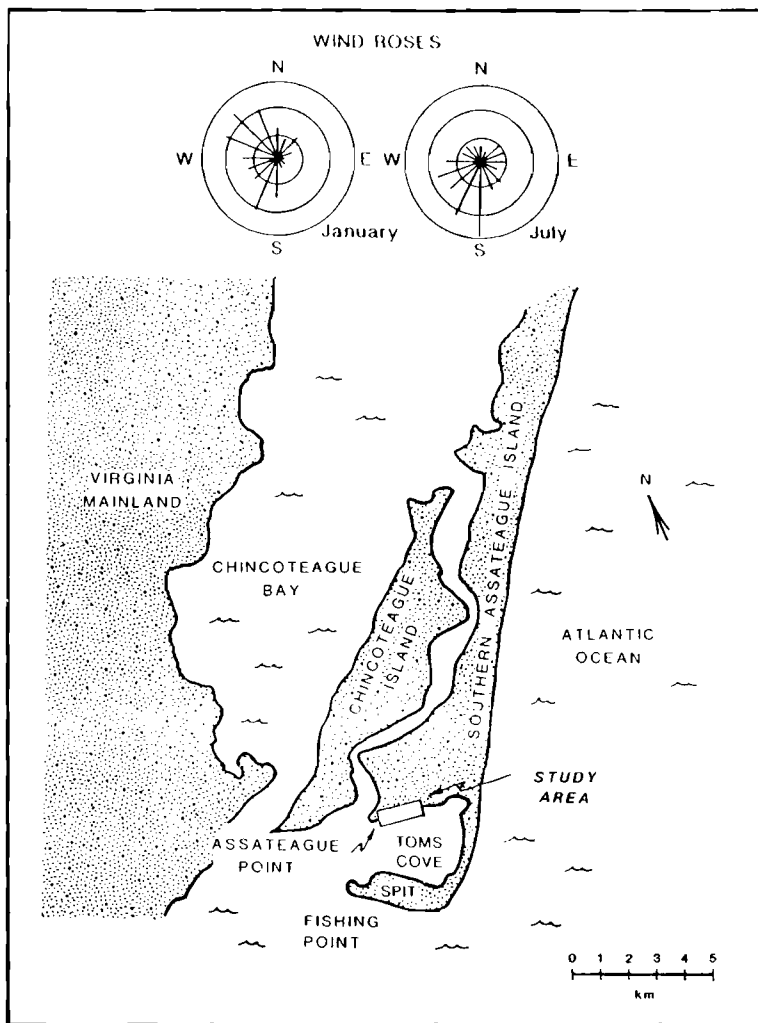 WIND ROSES
N
N
W
E
W
E
S
January
S
July
VIRGINIA
MAINLAND
CHINCOTEAGUE
BAY
CHINCOTEAGUE
ISLAND
SOUTHERN ASSATEAGUE ISLAND
N
ATLANTIC
OCEAN
STUDY
AREA
ASSATEAGUE
POINT
TOMS
COVE
SPIT
FISHING
POINT
0 1 2 3 4 5
km